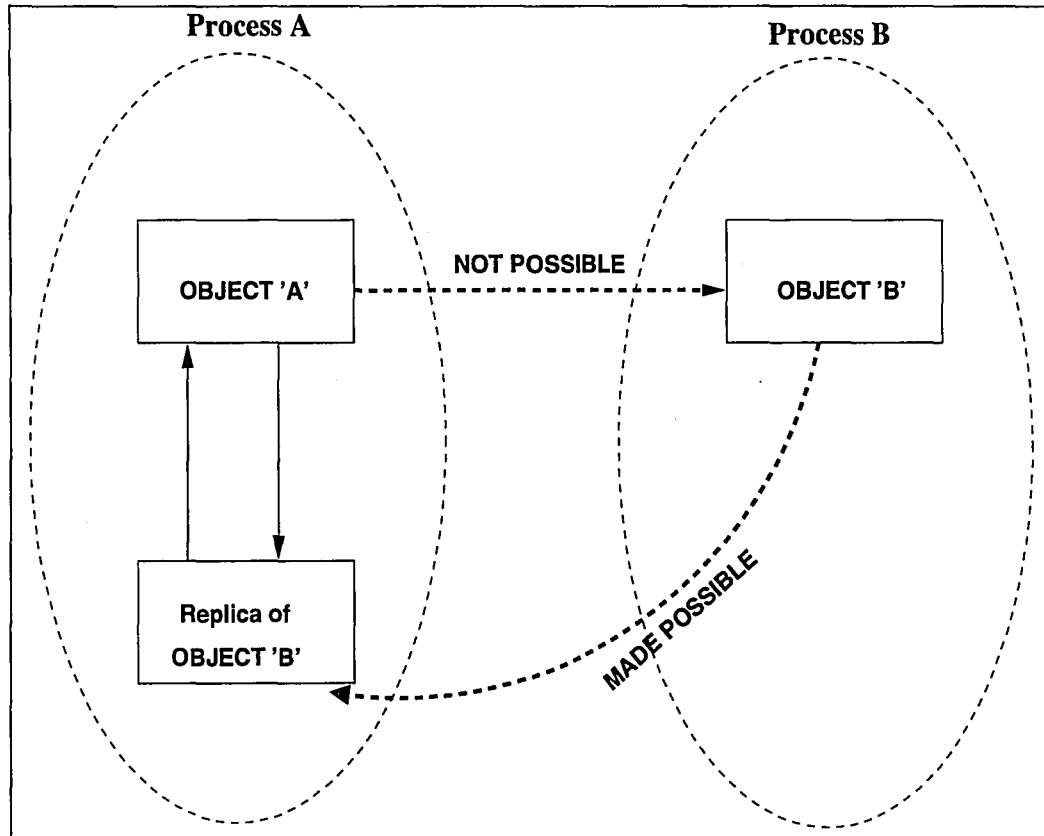 Process A
Process B
OBJECT 'A'
NOT POSSIBLE
OBJECT 'B'
Replica of
OBJECT 'B'
MADE POSSIBLE